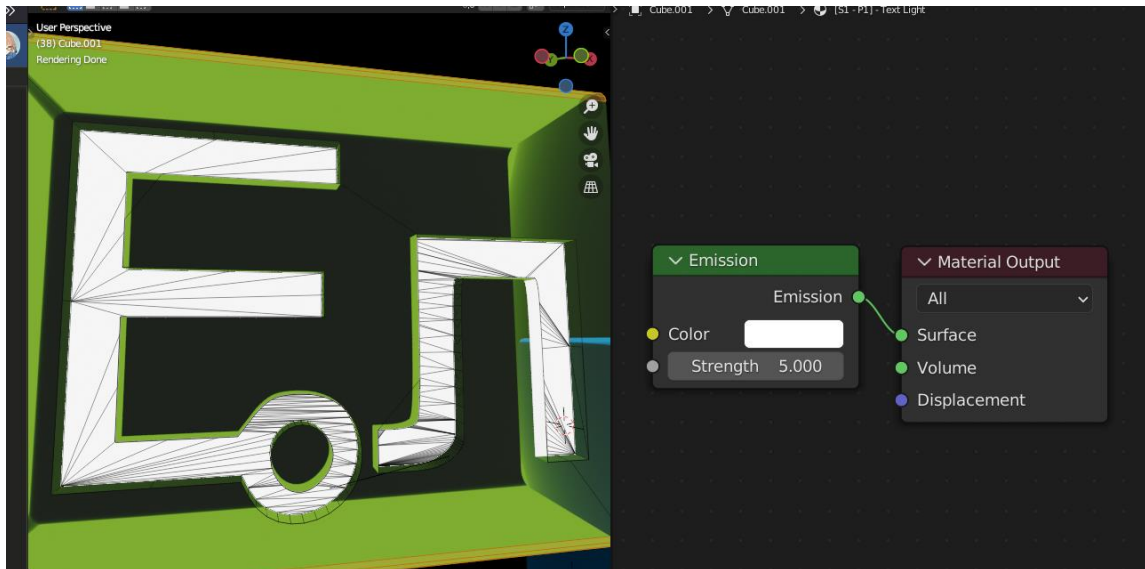 Cube.001 > Cube.001 > [S1 - P1] - Text Light
User Perspective
(38) Cube.001
Rendering Done
Z
Y
X
Emission
Emission
Color
Strength 5.000
Material Output
All
Surface
Volume
Displacement